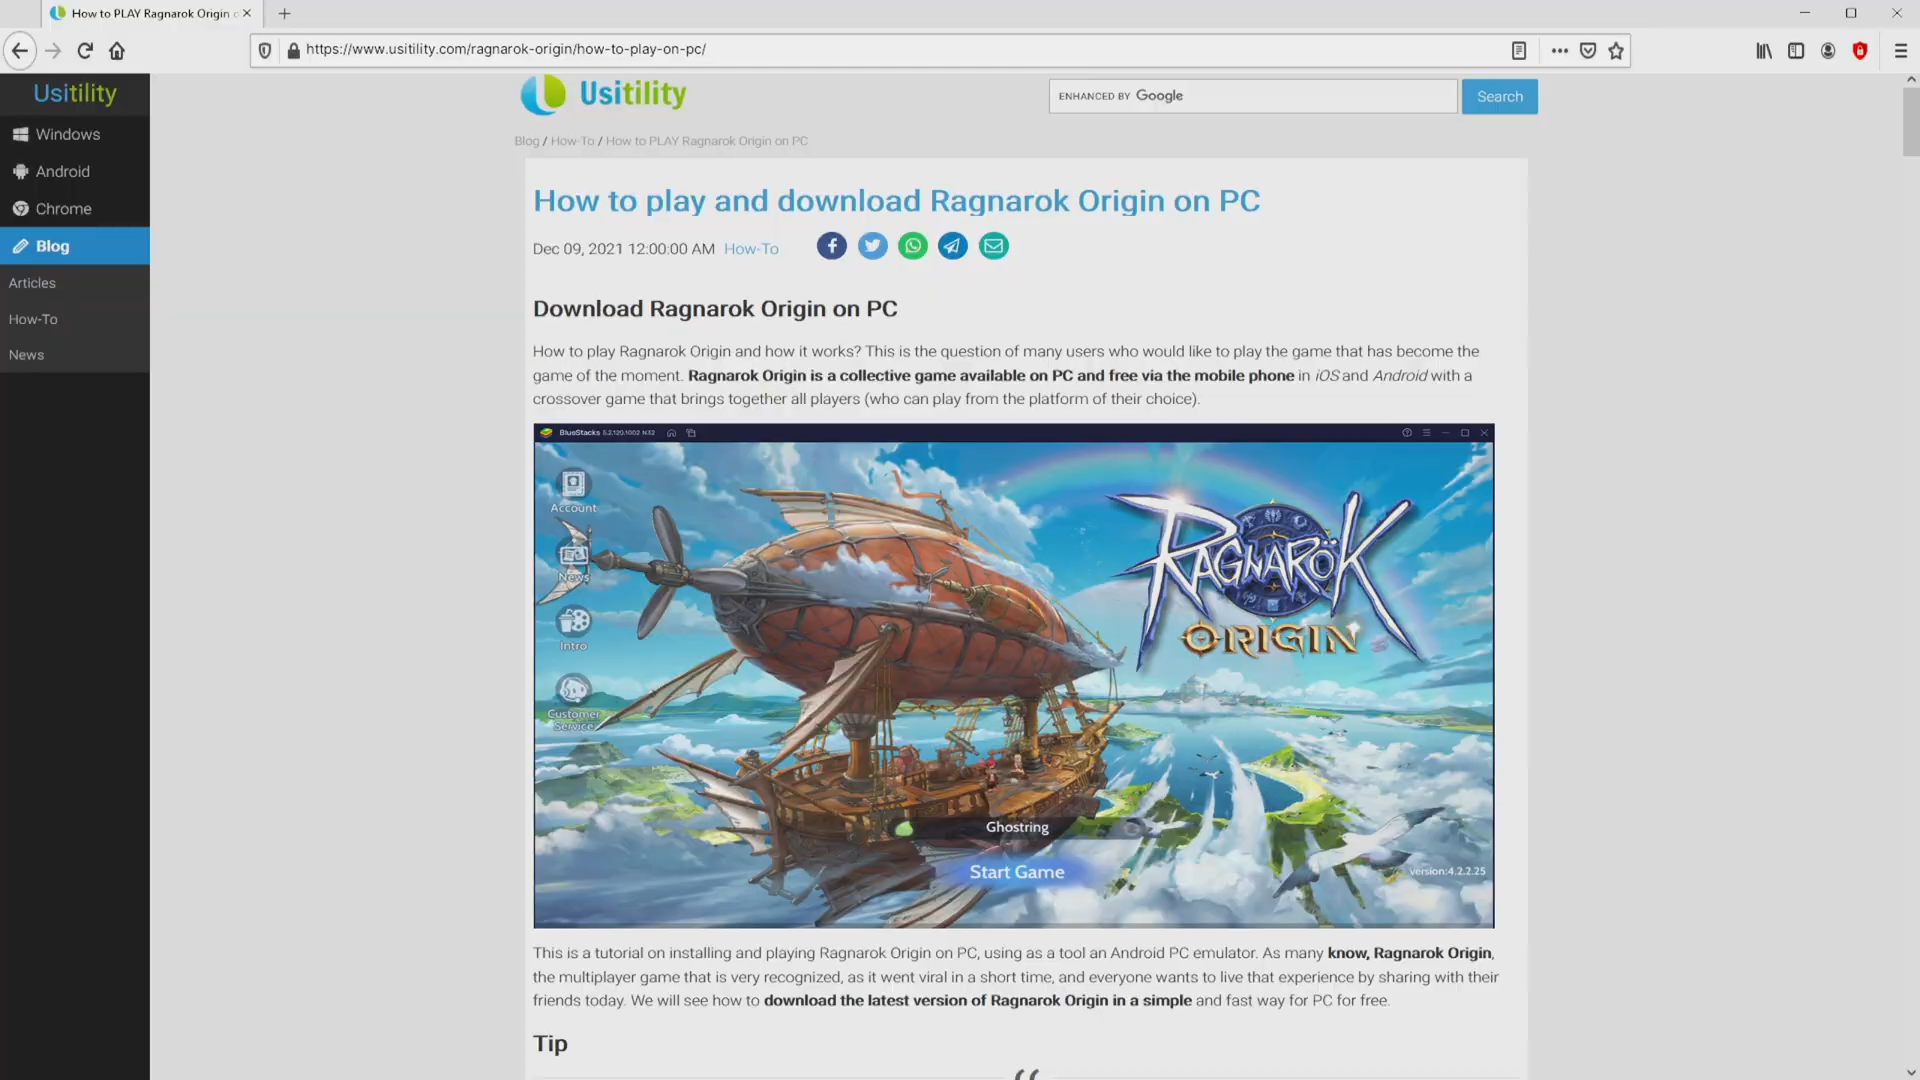 How to PLAY Ragnarok Origin
https://www.usitility.com/ragnarok-origin/how-to-play-on-pc/
Usitility
Windows
Android
Chrome
Blog
Articles
How-To
News
Usitility
ENHANCED BY Google
Search
Blog / How-To / How to PLAY Ragnarok Origin on PC
How to play and download Ragnarok Origin on PC
Dec 09, 2021 12:00:00 AM How-To
Download Ragnarok Origin on PC
How to play Ragnarok Origin and how it works? This is the question of many users who would like to play the game that has become the
game of the moment. Ragnarok Origin is a collective game available on PC and free via the mobile phone in iOS and Android with a
crossover game that brings together all players (who can play from the platform of their choice).
BlueStacks 5.2.120.1002 N32
Account
News
Intro
Customer
Service
RAGNARÖK
ORIGIN
Ghostring
Start Game
version:4.2.2.25
This is a tutorial on installing and playing Ragnarok Origin on PC, using as a tool an Android PC emulator. As many know, Ragnarok Origin,
the multiplayer game that is very recognized, as it went viral in a short time, and everyone wants to live that experience by sharing with their
friends today. We will see how to download the latest version of Ragnarok Origin in a simple and fast way for PC for free.
Tip